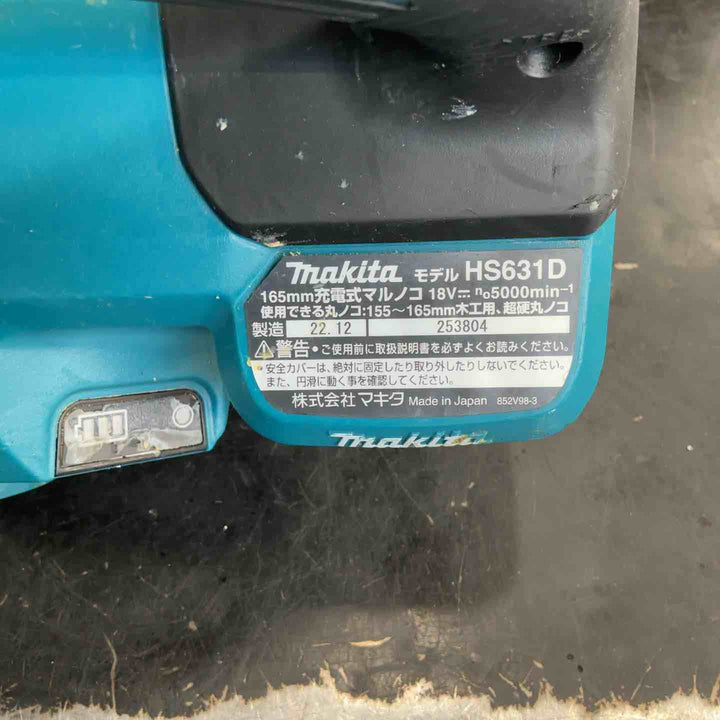 makita モデル HS631D
165mm充電式マルノコ 18V⎓ n₀5000min⁻¹
使用できる丸ノコ:155～165mm木工用、超硬丸ノコ
製造 22.12 253804
⚠警告・ご使用前に取扱説明書を必ずよくお読みください。
・安全カバーは、絶対に固定したり取り外したりしないでください。
また、円滑に動く事を確認してください。
株式会社マキタ Made in Japan 852V98-3
makita